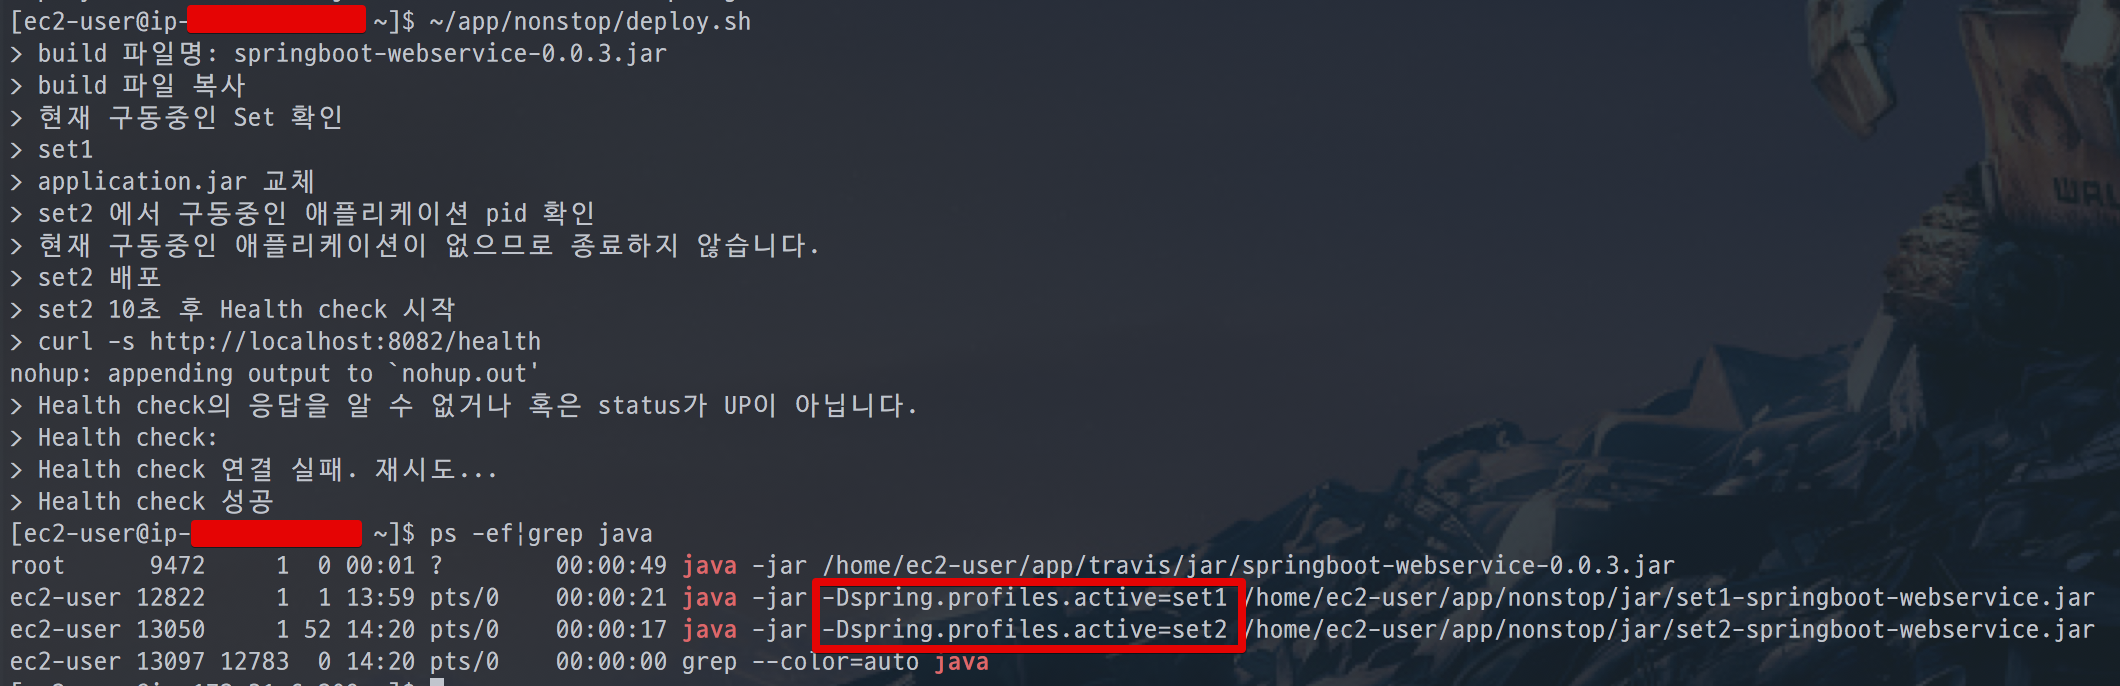 [ec2-user@ip- ~]$ ~/app/nonstop/deploy.sh
> build 파일명: springboot-webservice-0.0.3.jar
> build 파일 복사
> 현재 구동중인 Set 확인
> set1
> application.jar 교체
> set2 에서 구동중인 애플리케이션 pid 확인
> 현재 구동중인 애플리케이션이 없으므로 종료하지 않습니다.
> set2 배포
> set2 10초 후 Health check 시작
> curl -s http://localhost:8082/health
nohup: appending output to `nohup.out'
> Health check의 응답을 알 수 없거나 혹은 status가 UP이 아닙니다.
> Health check:
> Health check 연결 실패. 재시도...
> Health check 성공
[ec2-user@ip- ~]$ ps -ef¦grep java
root 9472 1 0 00:01 ? 00:00:49 java -jar /home/ec2-user/app/travis/jar/springboot-webservice-0.0.3.jar
ec2-user 12822 1 1 13:59 pts/0 00:00:21 java -jar -Dspring.profiles.active=set1 /home/ec2-user/app/nonstop/jar/set1-springboot-webservice.jar
ec2-user 13050 1 52 14:20 pts/0 00:00:17 java -jar -Dspring.profiles.active=set2 /home/ec2-user/app/nonstop/jar/set2-springboot-webservice.jar
ec2-user 13097 12783 0 14:20 pts/0 00:00:00 grep --color=auto java
WAL